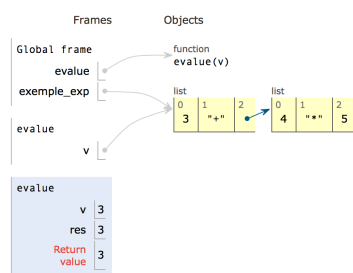 Frames Objects
Global frame
evalue
exemple_exp
function
evalue(v)
list
0 1 2
3 "+"
list
0 1 2
4 "*" 5
evalue
v
evalue
v 3
res 3
Return
value 3